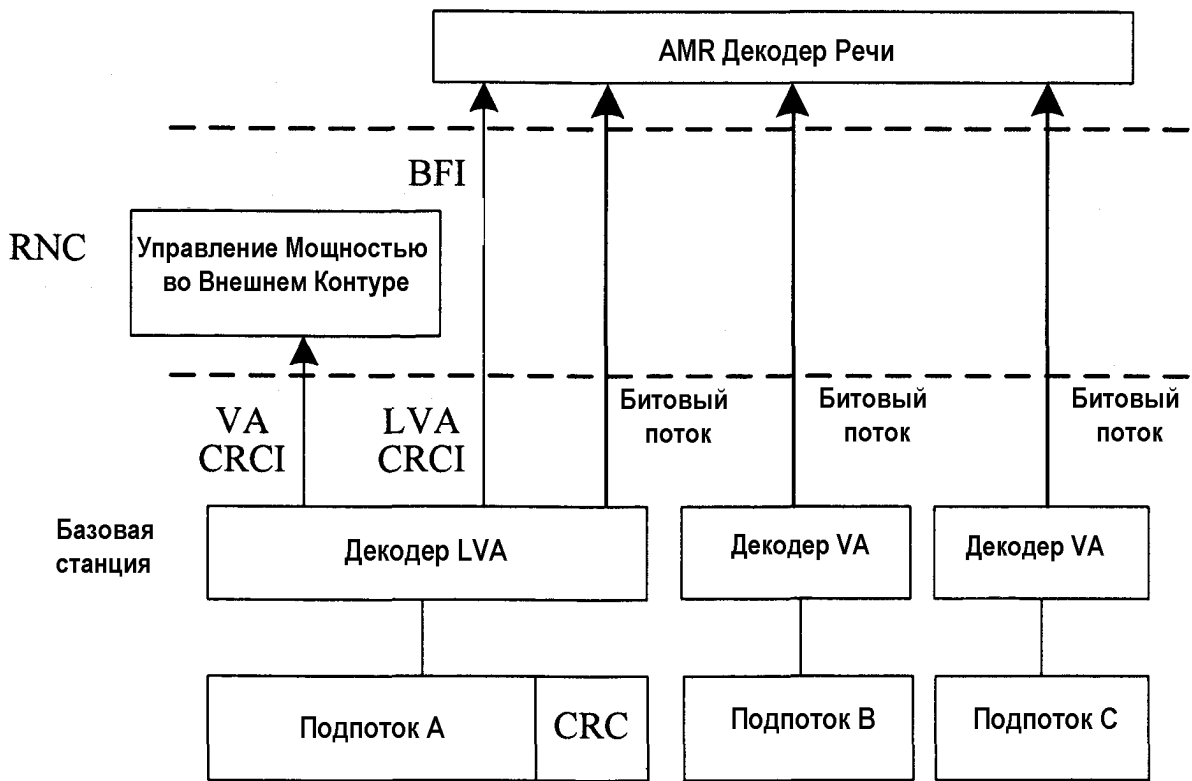 AMR Декодер Речи
BFI
RNC
Управление Мощностью
во Внешнем Контуре
VA
CRCI
LVA
CRCI
Битовый
поток
Битовый
поток
Битовый
поток
Базовая
станция
Декодер LVA
Декодер VA
Декодер VA
Подпоток A
CRC
Подпоток B
Подпоток C